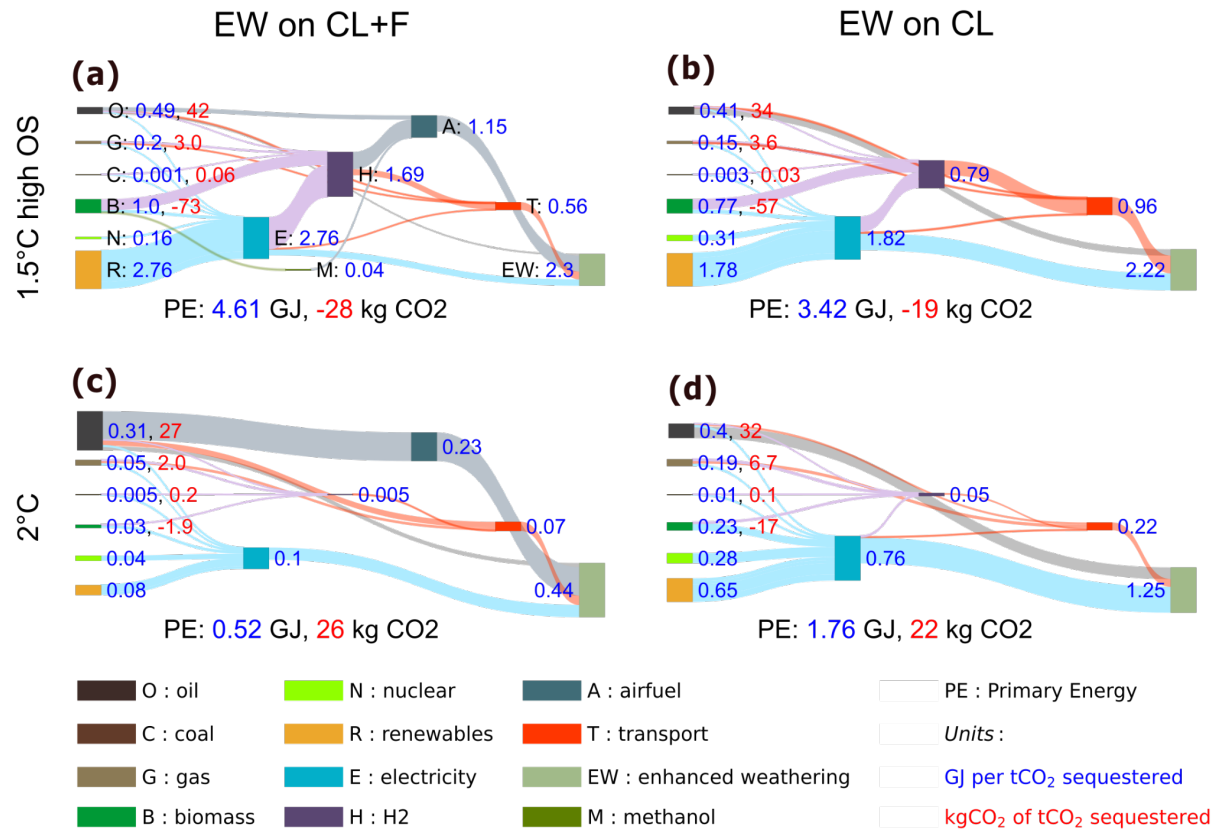 EW on CL+F
EW on CL
1.5°C high OS
(a)
O: 0.49, 42
G: 0.2, 3.0
C: 0.001, 0.06
B: 1.0, -73
N: 0.16
R: 2.76
E: 2.76
H: 1.69
M: 0.04
A: 1.15
T: 0.56
EW: 2.3
PE: 4.61 GJ, -28 kg CO2
(b)
0.41, 34
0.15, 3.6
0.003, 0.03
0.77, -57
0.31
1.78
1.82
0.79
0.96
2.22
PE: 3.42 GJ, -19 kg CO2
2°C
(c)
0.31, 27
0.05, 2.0
0.005, 0.2
0.03, -1.9
0.04
0.08
0.1
0.005
0.23
0.07
0.44
PE: 0.52 GJ, 26 kg CO2
(d)
0.4, 32
0.19, 6.7
0.01, 0.1
0.23, -17
0.28
0.65
0.76
0.05
0.22
1.25
PE: 1.76 GJ, 22 kg CO2
O : oil
C : coal
G : gas
B : biomass
N : nuclear
R : renewables
E : electricity
H : H2
A : airfuel
T : transport
EW : enhanced weathering
M : methanol
PE : Primary Energy
Units :
GJ per tCO₂ sequestered
kgCO₂ of tCO₂ sequestered